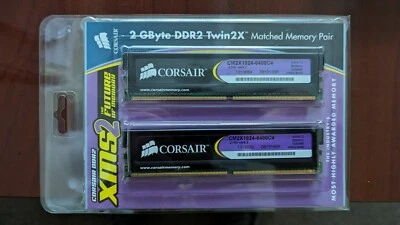 2-GByte DDR2 Twin2X™ Matched Memory Pair
CORSAIR
CM2X1024-6400C4
www.corsairmemory.com
CORSAIR
CM2X1024-6400C4
www.corsairmemory.com
CORSAIR DDR2
XMS2
The FUTURE
OF MEMORY
MOST HIGHLY AWARDED MEMORY